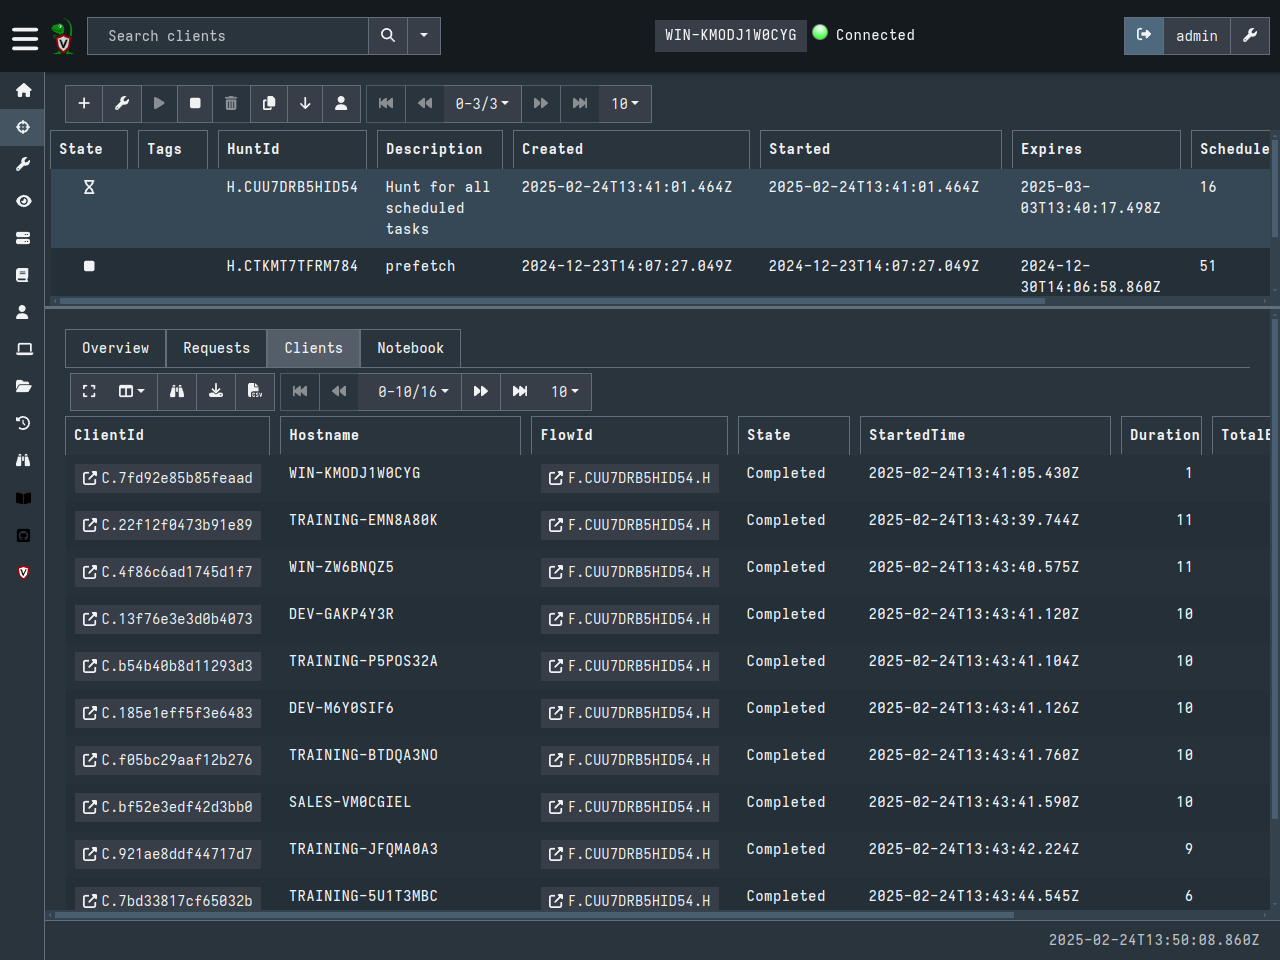 Search clients
WIN-KMODJ1W0CYG Connected
admin
0-3/3 10
State Tags HuntId Description Created Started Expires Schedule
H.CUU7DRB5HID54 Hunt for all scheduled tasks 2025-02-24T13:41:01.464Z 2025-02-24T13:41:01.464Z 2025-03-03T13:40:17.498Z 16
H.CTKMT7TFRM784 prefetch 2024-12-23T14:07:27.049Z 2024-12-23T14:07:27.049Z 2024-12-30T14:06:58.860Z 51
Overview Requests Clients Notebook
CSV 0-10/16 10
ClientId Hostname FlowId State StartedTime Duration TotalB
C.7fd92e85b85feaad WIN-KMODJ1W0CYG F.CUU7DRB5HID54.H Completed 2025-02-24T13:41:05.430Z 1
C.22f12f0473b91e89 TRAINING-EMN8A80K F.CUU7DRB5HID54.H Completed 2025-02-24T13:43:39.744Z 11
C.4f86c6ad1745d1f7 WIN-ZW6BNQZ5 F.CUU7DRB5HID54.H Completed 2025-02-24T13:43:40.575Z 11
C.13f76e3e3d0b4073 DEV-GAKP4Y3R F.CUU7DRB5HID54.H Completed 2025-02-24T13:43:41.120Z 10
C.b54b40b8d11293d3 TRAINING-P5POS32A F.CUU7DRB5HID54.H Completed 2025-02-24T13:43:41.104Z 10
C.185e1eff5f3e6483 DEV-M6Y0SIF6 F.CUU7DRB5HID54.H Completed 2025-02-24T13:43:41.126Z 10
C.f05bc29aaf12b276 TRAINING-BTDQA3NO F.CUU7DRB5HID54.H Completed 2025-02-24T13:43:41.760Z 10
C.bf52e3edf42d3bb0 SALES-VM0CGIEL F.CUU7DRB5HID54.H Completed 2025-02-24T13:43:41.590Z 10
C.921ae8ddf44717d7 TRAINING-JFQMA0A3 F.CUU7DRB5HID54.H Completed 2025-02-24T13:43:42.224Z 9
C.7bd33817cf65032b TRAINING-5U1T3MBC F.CUU7DRB5HID54.H Completed 2025-02-24T13:43:44.545Z 6
2025-02-24T13:50:08.860Z